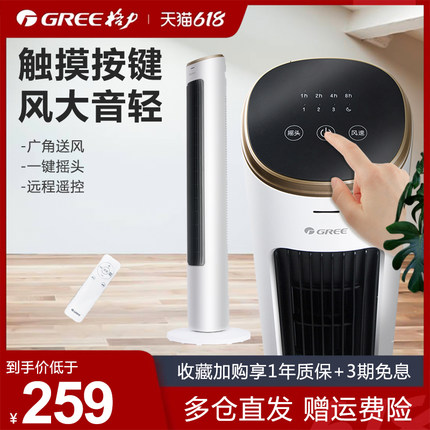 GREE格力 天猫618
触摸按键
风大音轻
-广角送风
-一键摇头
-远程遥控
1h 2h 4h 8h
1 2 3
摇头 风速
GREE
到手价低于
¥259
收藏加购享1年质保+3期免息
多仓直发 赠运费险